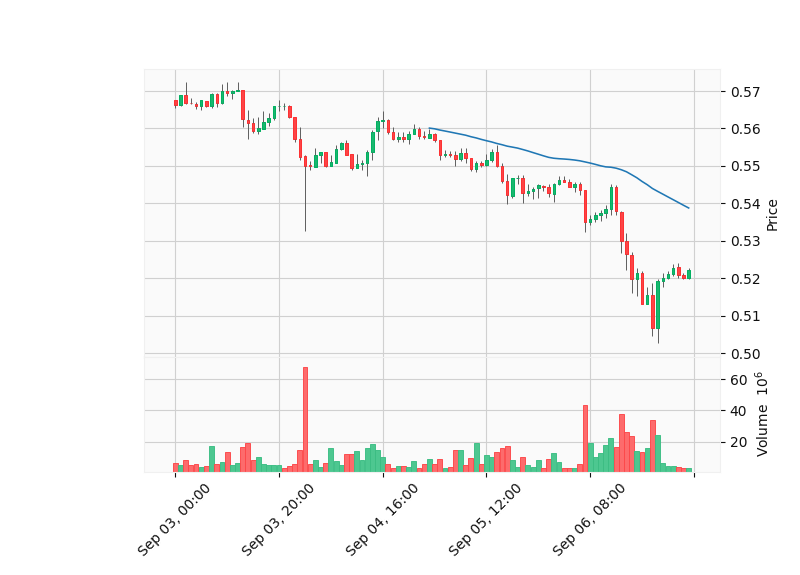 0.57
0.56
0.55
0.54
0.53
0.52
0.51
0.50
Price
60
40
20
Volume 10⁶
Sep 03, 00:00
Sep 03, 20:00
Sep 04, 16:00
Sep 05, 12:00
Sep 06, 08:00